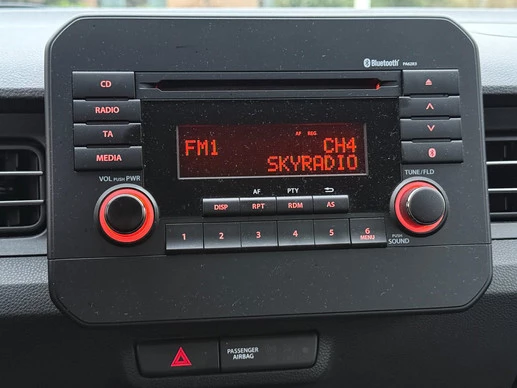 Bluetooth® PA6283
CD
RADIO
TA
MEDIA
VOL PUSH PWR
AF REG
FM1 CH4
SKYRADIO
TUNE/FLD
AF PTY
DISP RPT RDM AS
1 2 3 4 5 6 MENU
PUSH SOUND
PASSENGER
AIRBAG